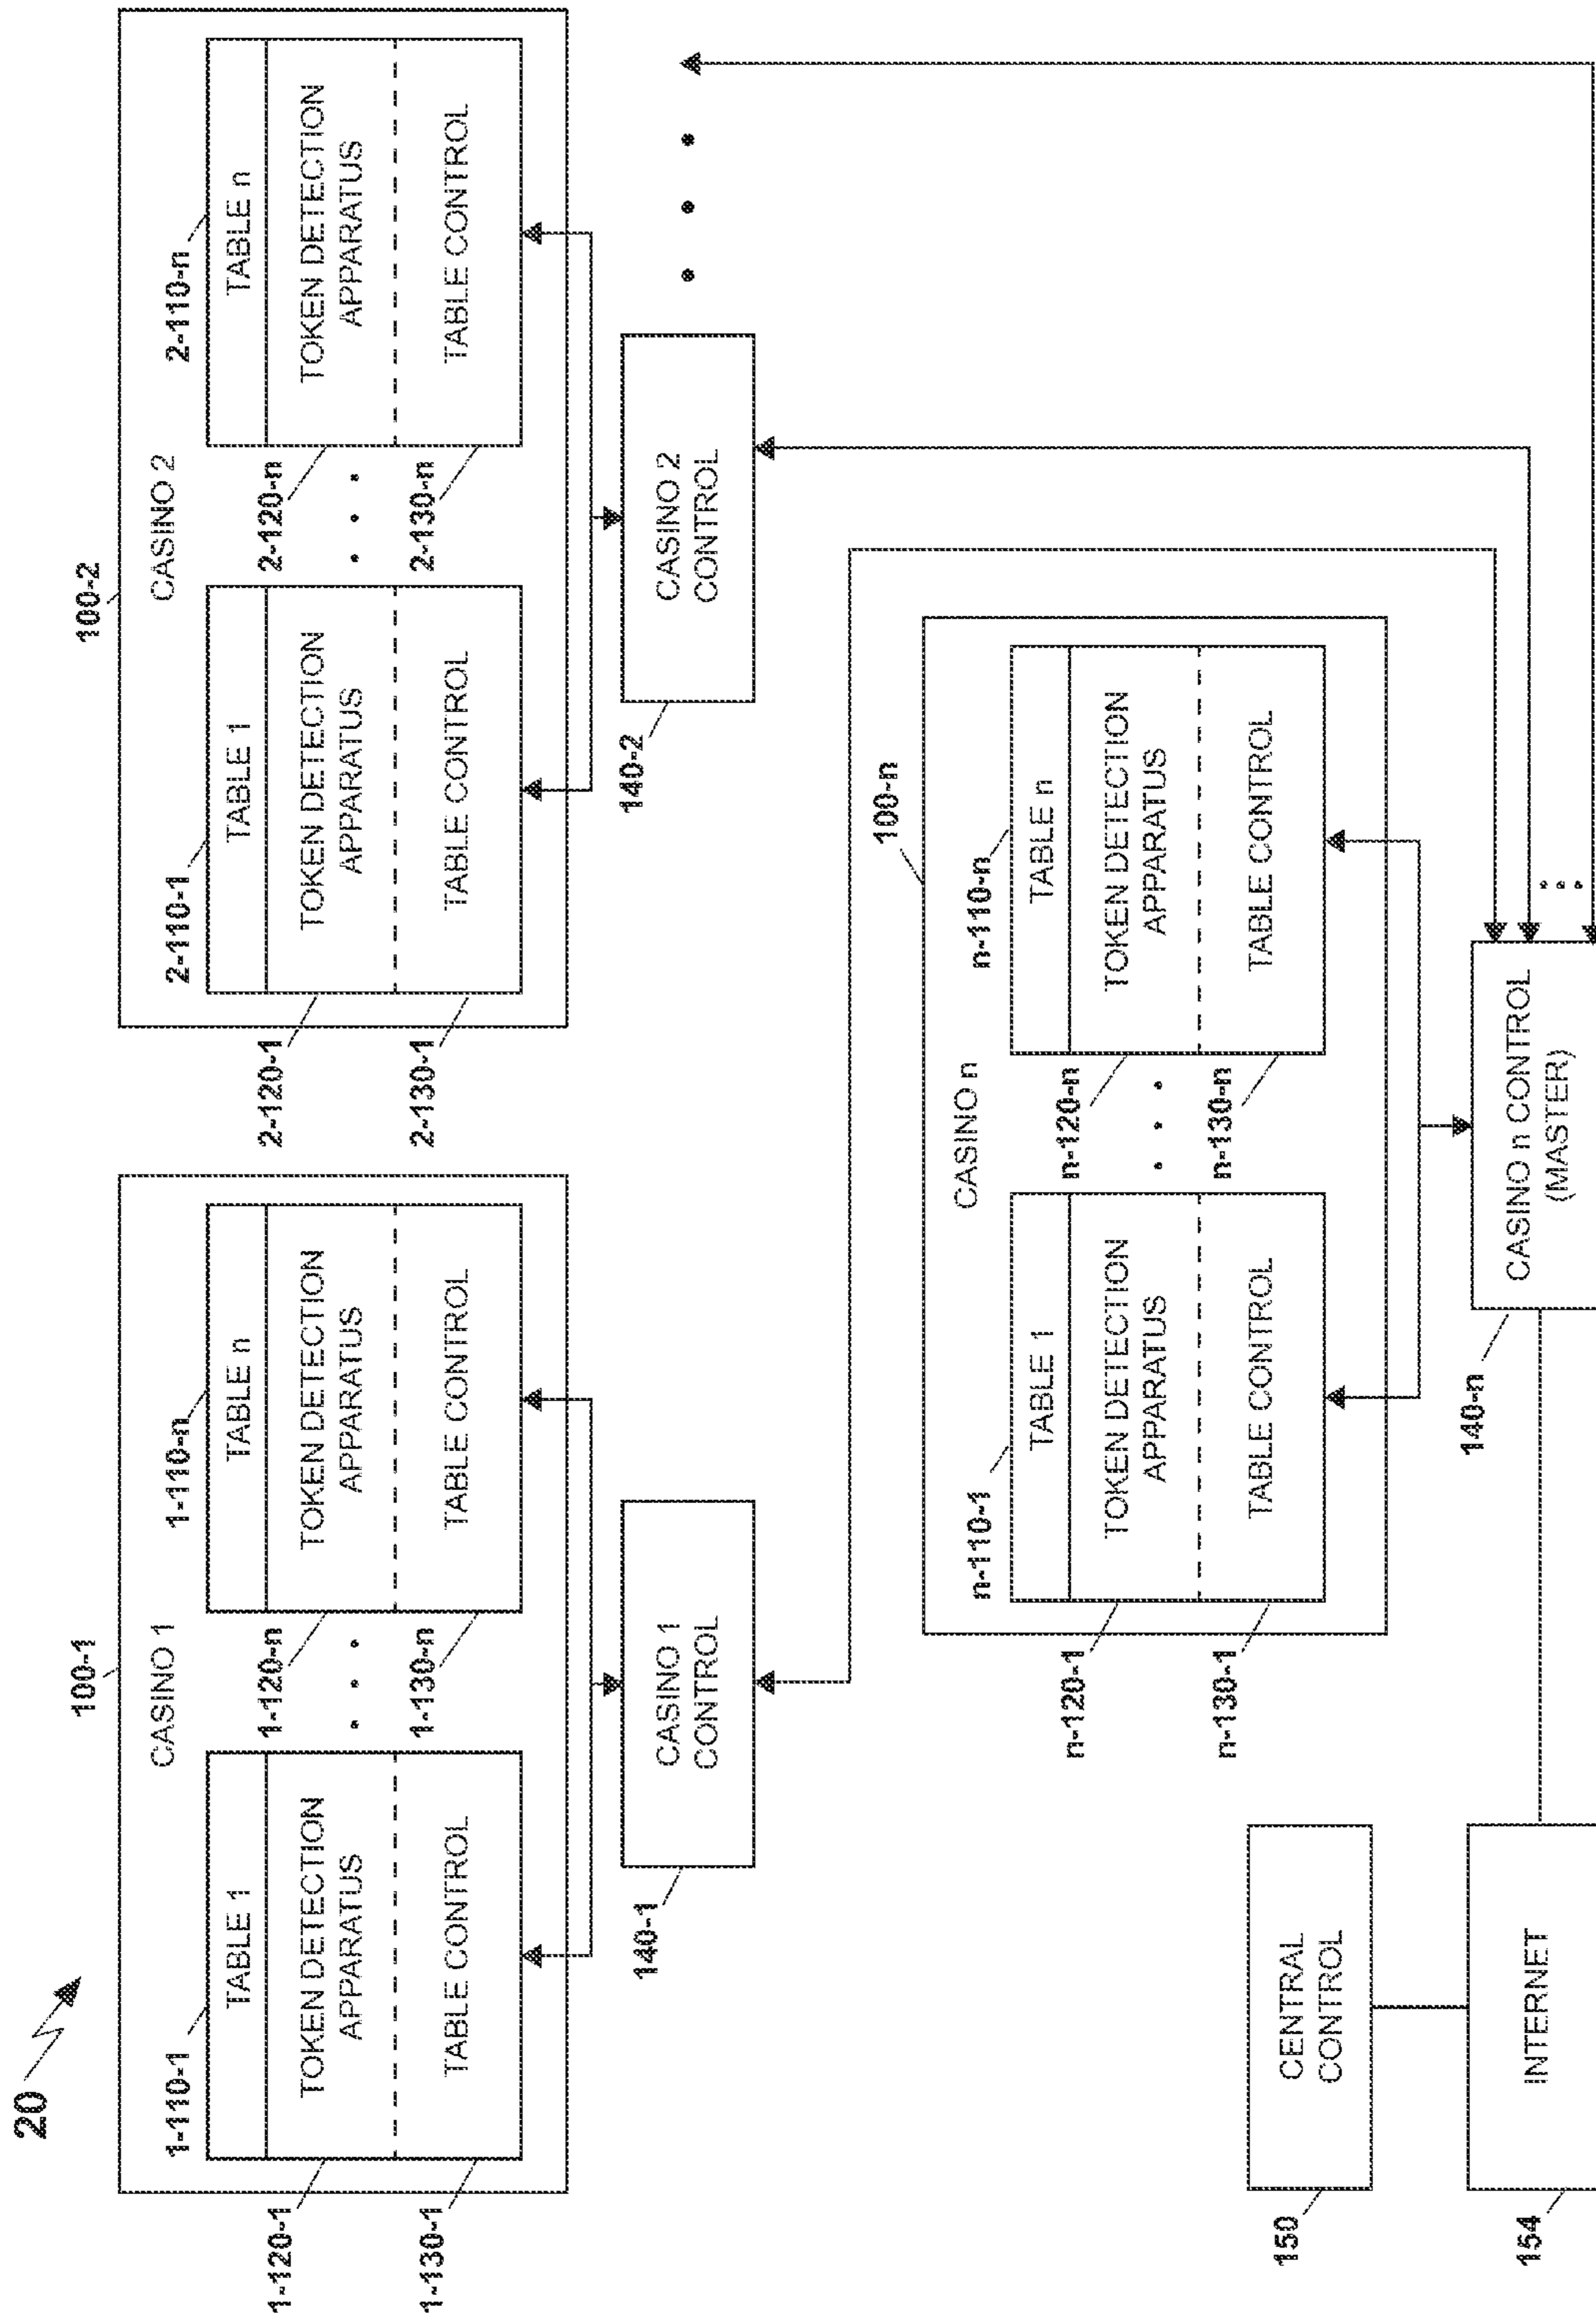 20
100-1
CASINO 1
1-110-1
TABLE 1
TOKEN DETECTION
APPARATUS
TABLE CONTROL
1-120-1
1-130-1
1-110-n
TABLE n
TOKEN DETECTION
APPARATUS
TABLE CONTROL
1-120-n
• • •
1-130-n
CASINO 1
CONTROL
140-1
100-2
CASINO 2
2-110-1
TABLE 1
TOKEN DETECTION
APPARATUS
TABLE CONTROL
2-120-1
2-130-1
2-110-n
TABLE n
TOKEN DETECTION
APPARATUS
TABLE CONTROL
2-120-n
• • •
2-130-n
CASINO 2
CONTROL
140-2
• • •
100-n
CASINO n
n-110-1
TABLE 1
TOKEN DETECTION
APPARATUS
TABLE CONTROL
n-120-1
n-130-1
n-110-n
TABLE n
TOKEN DETECTION
APPARATUS
TABLE CONTROL
n-120-n
• • •
n-130-n
CENTRAL
CONTROL
150
INTERNET
154
CASINO n CONTROL
(MASTER)
140-n
• • •